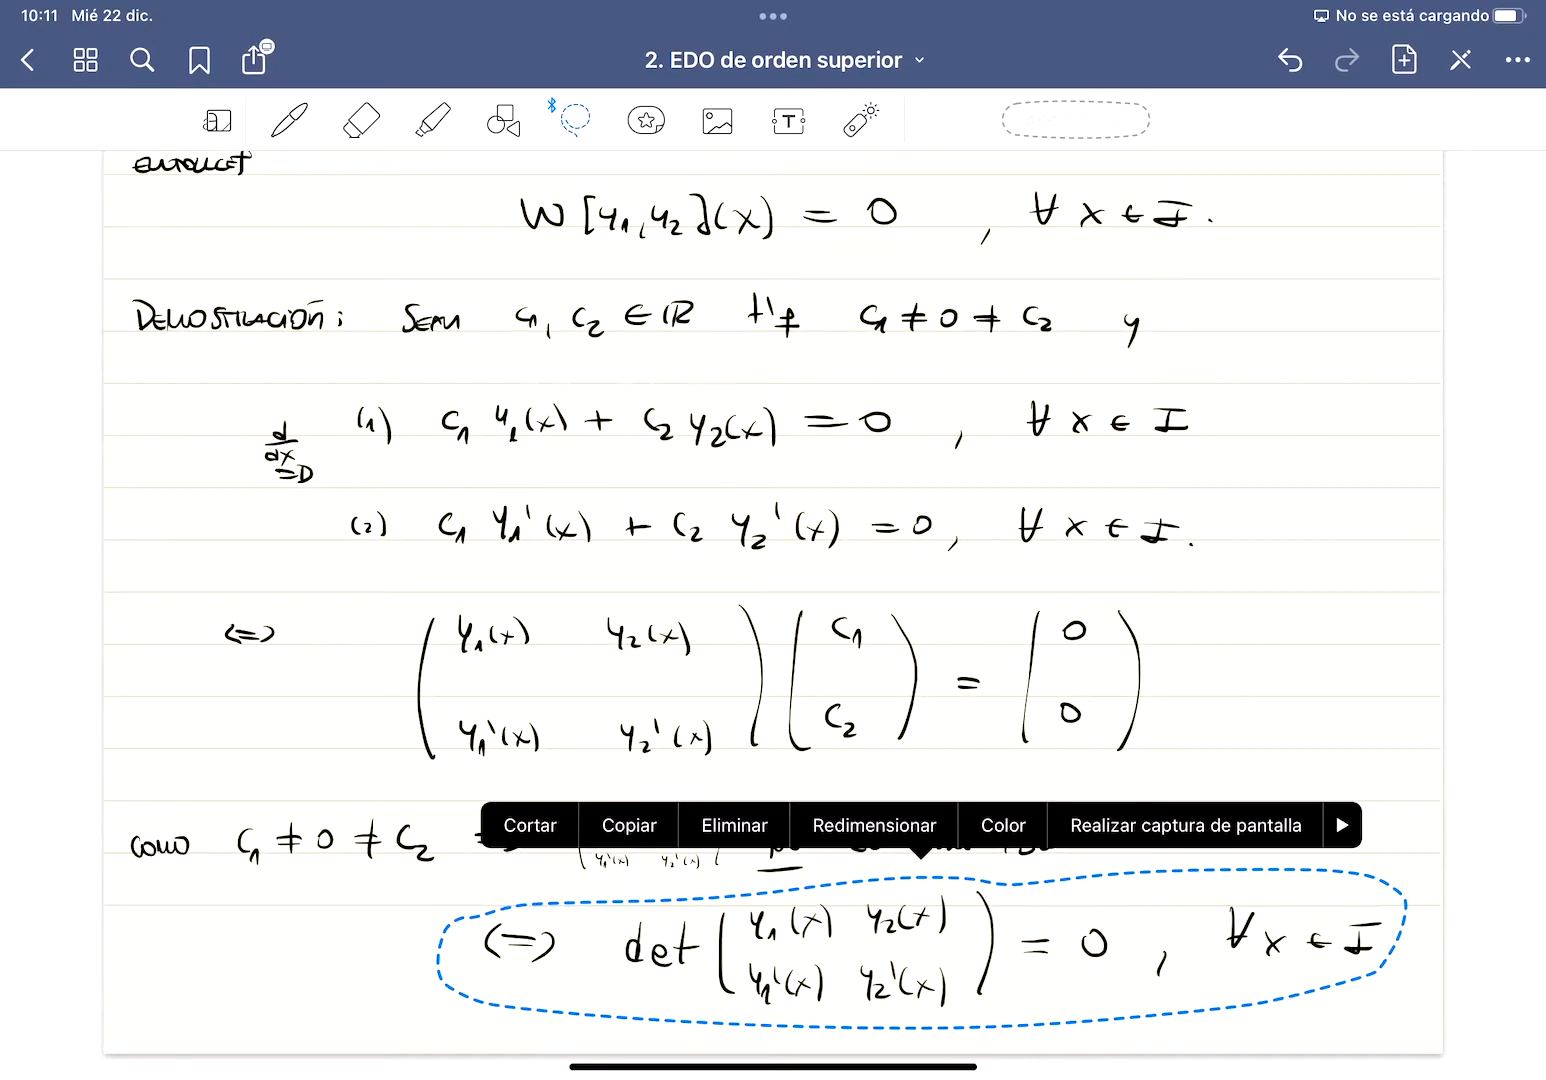 10:11 Mié 22 dic.
No se está cargando
2. EDO de orden superior
W[y₁,y₂](x) = 0 , ∀ x ∈ I.
DEMOSTRACIÓN: SEAN c₁, c₂ ∈ ℝ t'q c₁ ≠ 0 ≠ c₂ y
(1) c₁ y₁(x) + c₂ y₂(x) = 0 , ∀ x ∈ I
d/dx =D
(2) c₁ y₁'(x) + c₂ y₂'(x) = 0, ∀ x ∈ I.
<=> ( y₁(x) y₂(x) ) ( c₁ ) = ( 0 )
( y₁'(x) y₂'(x) ) ( c₂ ) ( 0 )
Cortar Copiar Eliminar Redimensionar Color Realizar captura de pantalla
COMO c₁ ≠ 0 ≠ c₂
y₁'(x) y₂'(x)
<=> det ( y₁(x) y₂(x) ) = 0 , ∀ x ∈ I
( y₁'(x) y₂'(x) )